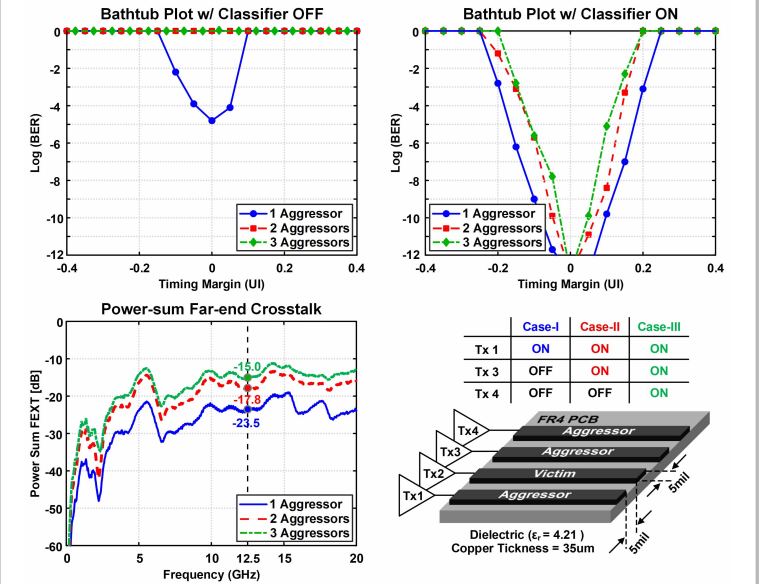 Bathtub Plot w/ Classifier OFF
0
-2
-4
-6
-8
-10
-12
Log (BER)
1 Aggressor
2 Aggressors
3 Aggressors
-0.4
-0.2
0
0.2
0.4
Timing Margin (UI)
Bathtub Plot w/ Classifier ON
0
-2
-4
-6
-8
-10
-12
Log (BER)
1 Aggressor
2 Aggressors
3 Aggressors
-0.4
-0.2
0
0.2
0.4
Timing Margin (UI)
Power-sum Far-end Crosstalk
0
-10
-20
-30
-40
-50
-60
Power Sum FEXT [dB]
-15.0
-17.8
-23.5
1 Aggressor
2 Aggressors
3 Aggressors
0
5
12.5
15
20
Frequency (GHz)
Case-I Case-II Case-III
Tx 1 ON ON ON
Tx 3 OFF ON ON
Tx 4 OFF OFF ON
FR4 PCB
Tx4
Aggressor
Tx3
Aggressor
Tx2
Victim
Tx1
Aggressor
5mil
5mil
Dielectric (εr = 4.21 )
Copper Tickness = 35um